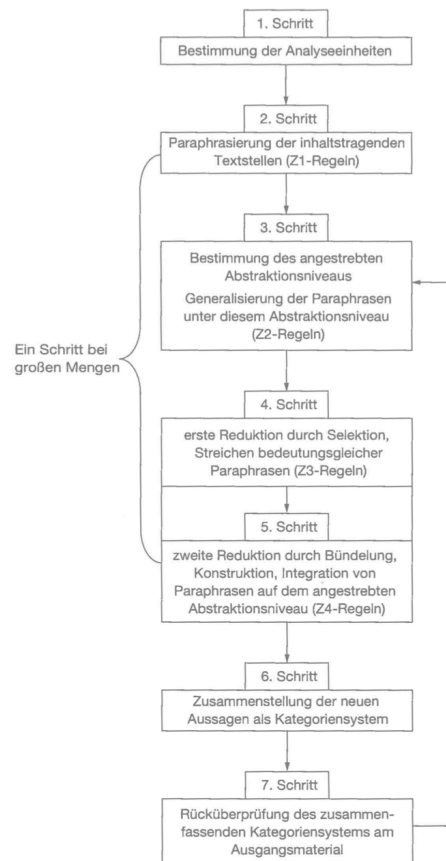 1. Schritt
Bestimmung der Analyseeinheiten
2. Schritt
Paraphrasierung der inhaltstragenden
Textstellen (Z1-Regeln)
3. Schritt
Bestimmung des angestrebten
Abstraktionsniveaus
Generalisierung der Paraphrasen
unter diesem Abstraktionsniveau
(Z2-Regeln)
Ein Schritt bei
großen Mengen
4. Schritt
erste Reduktion durch Selektion,
Streichen bedeutungsgleicher
Paraphrasen (Z3-Regeln)
5. Schritt
zweite Reduktion durch Bündelung,
Konstruktion, Integration von
Paraphrasen auf dem angestrebten
Abstraktionsniveau (Z4-Regeln)
6. Schritt
Zusammenstellung der neuen
Aussagen als Kategoriensystem
7. Schritt
Rücküberprüfung des zusammen-
fassenden Kategoriensystems am
Ausgangsmaterial